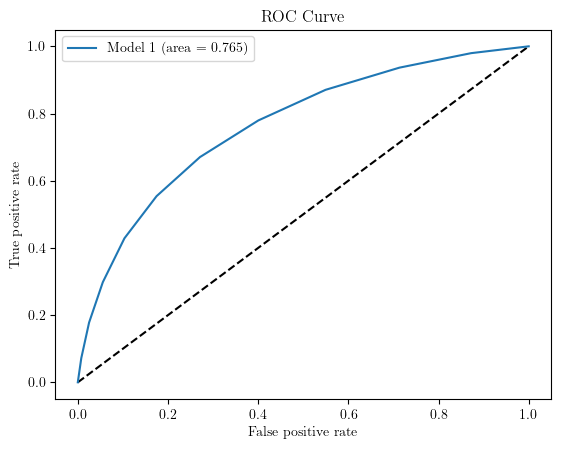 ROC Curve
Model 1 (area = 0.765)
True positive rate
1.0
0.8
0.6
0.4
0.2
0.0
0.0 0.2 0.4 0.6 0.8 1.0
False positive rate